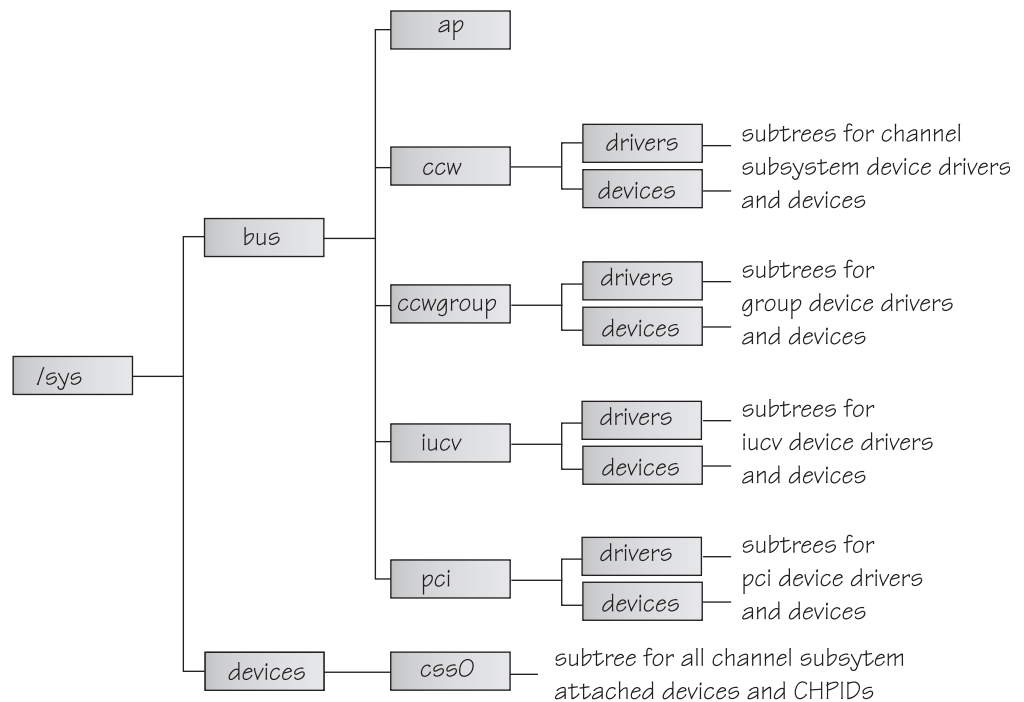 ap
drivers
subtrees for channel
subsystem device drivers
and devices
ccw
devices
bus
drivers
subtrees for
group device drivers
and devices
ccwgroup
devices
/sys
drivers
subtrees for
iucv device drivers
and devices
iucv
devices
drivers
subtrees for
pci device drivers
and devices
pci
devices
devices
css0
subtree for all channel subsytem
attached devices and CHPIDs